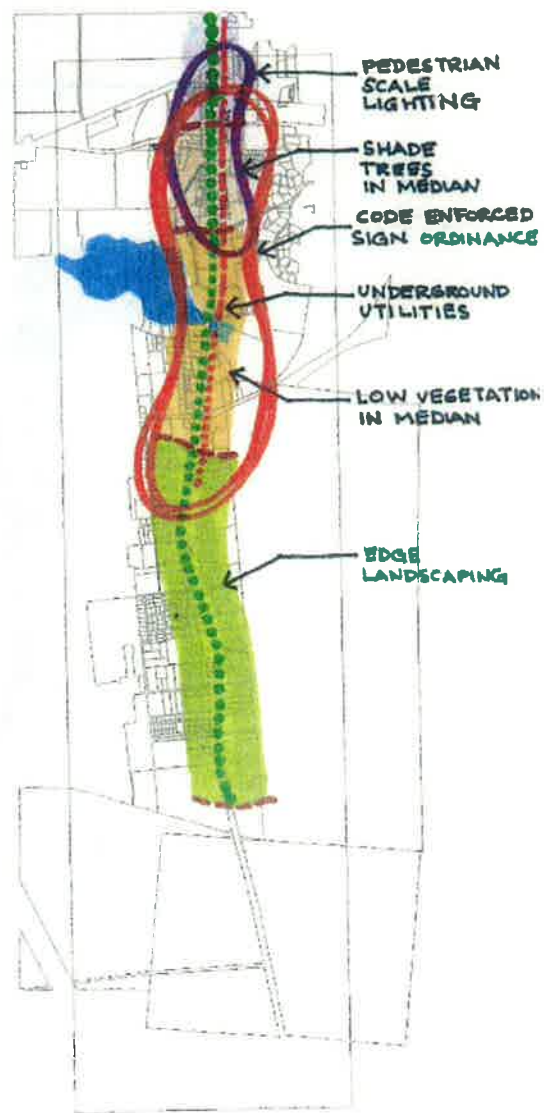 PEDESTRIAN
SCALE
LIGHTING
SHADE
TREES
IN MEDIAN
CODE ENFORCED
SIGN ORDINANCE
UNDERGROUND
UTILITIES
LOW VEGETATION
IN MEDIAN
EDGE
LANDSCAPING